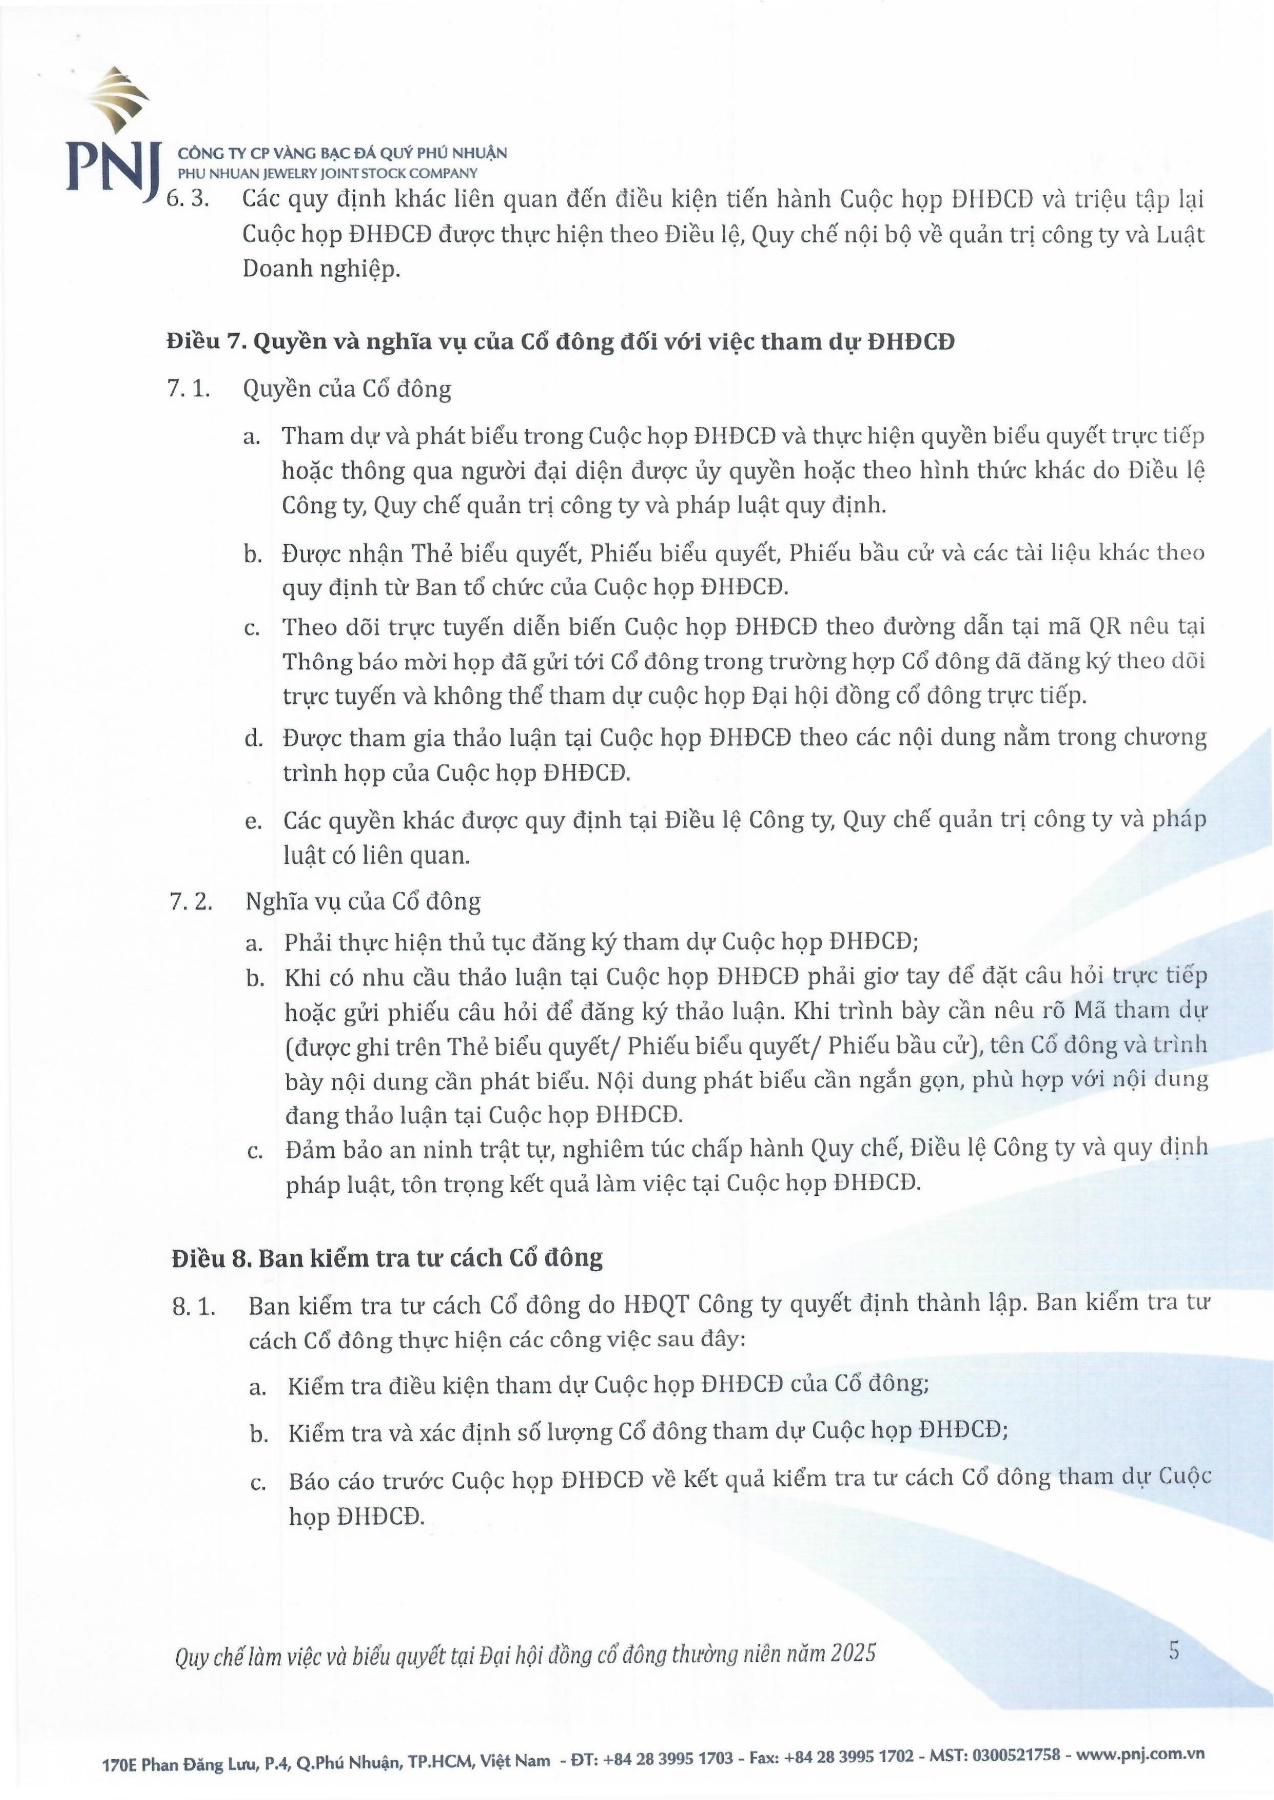 PNJ
CÔNG TY CP VÀNG BẠC ĐÁ QUÝ PHÚ NHUẬN
PHU NHUAN JEWELRY JOINT STOCK COMPANY
6. 3. Các quy định khác liên quan đến điều kiện tiến hành Cuộc họp ĐHĐCĐ và triệu tập lại
Cuộc họp ĐHĐCĐ được thực hiện theo Điều lệ, Quy chế nội bộ về quản trị công ty và Luật
Doanh nghiệp.
Điều 7. Quyền và nghĩa vụ của Cổ đông đối với việc tham dự ĐHĐCĐ
7. 1. Quyền của Cổ đông
a. Tham dự và phát biểu trong Cuộc họp ĐHĐCĐ và thực hiện quyền biểu quyết trực tiếp
hoặc thông qua người đại diện được ủy quyền hoặc theo hình thức khác do Điều lệ
Công ty, Quy chế quản trị công ty và pháp luật quy định.
b. Được nhận Thẻ biểu quyết, Phiếu biểu quyết, Phiếu bầu cử và các tài liệu khác theo
quy định từ Ban tổ chức của Cuộc họp ĐHĐCĐ.
c. Theo dõi trực tuyến diễn biến Cuộc họp ĐHĐCĐ theo đường dẫn tại mã QR nêu tại
Thông báo mời họp đã gửi tới Cổ đông trong trường hợp Cổ đông đã đăng ký theo dõi
trực tuyến và không thể tham dự cuộc họp Đại hội đồng cổ đông trực tiếp.
d. Được tham gia thảo luận tại Cuộc họp ĐHĐCĐ theo các nội dung nằm trong chương
trình họp của Cuộc họp ĐHĐCĐ.
e. Các quyền khác được quy định tại Điều lệ Công ty, Quy chế quản trị công ty và pháp
luật có liên quan.
7. 2. Nghĩa vụ của Cổ đông
a. Phải thực hiện thủ tục đăng ký tham dự Cuộc họp ĐHĐCĐ;
b. Khi có nhu cầu thảo luận tại Cuộc họp ĐHĐCĐ phải giơ tay để đặt câu hỏi trực tiếp
hoặc gửi phiếu câu hỏi để đăng ký thảo luận. Khi trình bày cần nêu rõ Mã tham dự
(được ghi trên Thẻ biểu quyết/ Phiếu biểu quyết/ Phiếu bầu cử), tên Cổ đông và trình
bày nội dung cần phát biểu. Nội dung phát biểu cần ngắn gọn, phù hợp với nội dung
đang thảo luận tại Cuộc họp ĐHĐCĐ.
c. Đảm bảo an ninh trật tự, nghiêm túc chấp hành Quy chế, Điều lệ Công ty và quy định
pháp luật, tôn trọng kết quả làm việc tại Cuộc họp ĐHĐCĐ.
Điều 8. Ban kiểm tra tư cách Cổ đông
8. 1. Ban kiểm tra tư cách Cổ đông do HĐQT Công ty quyết định thành lập. Ban kiểm tra tư
cách Cổ đông thực hiện các công việc sau đây:
a. Kiểm tra điều kiện tham dự Cuộc họp ĐHĐCĐ của Cổ đông;
b. Kiểm tra và xác định số lượng Cổ đông tham dự Cuộc họp ĐHĐCĐ;
c. Báo cáo trước Cuộc họp ĐHĐCĐ về kết quả kiểm tra tư cách Cổ đông tham dự Cuộc
họp ĐHĐCĐ.
Quy chế làm việc và biểu quyết tại Đại hội đồng cổ đông thường niên năm 2025 5
170E Phan Đăng Lưu, P.4, Q.Phú Nhuận, TP.HCM, Việt Nam - ĐT: +84 28 3995 1703 - Fax: +84 28 3995 1702 - MST: 0300521758 - www.pnj.com.vn